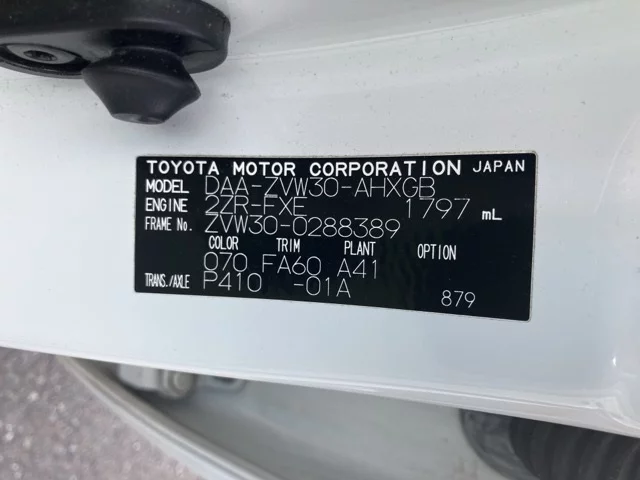 TOYOTA MOTOR CORPORATION JAPAN
MODEL DAA-ZVW30-AHXGB
ENGINE 2ZR-FXE 1797 mL
FRAME No. ZVW30-0288389
COLOR TRIM PLANT OPTION
070 FA60 A41
TRANS./AXLE P410 -01A
879